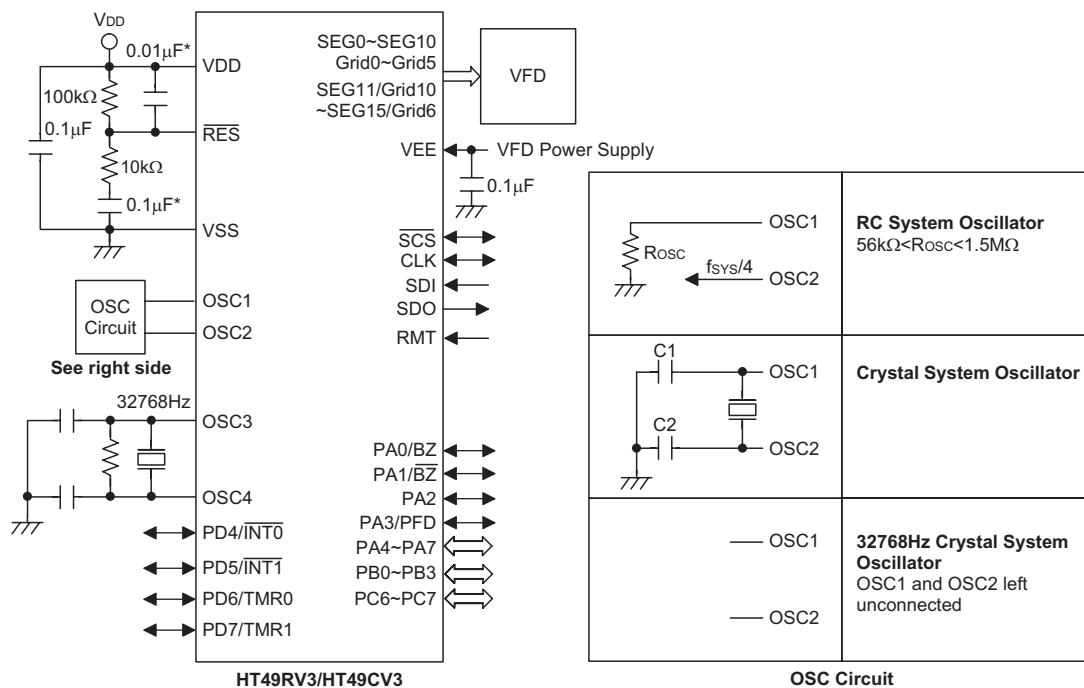 VDD
0.01μF*
VDD
100kΩ
0.1μF
RES
10kΩ
0.1μF*
VSS
OSC
Circuit
OSC1
OSC2
See right side
32768Hz
OSC3
OSC4
PD4/INT0
PD5/INT1
PD6/TMR0
PD7/TMR1
SEG0~SEG10
Grid0~Grid5
SEG11/Grid10
~SEG15/Grid6
VFD
VEE
VFD Power Supply
0.1μF
SCS
CLK
SDI
SDO
RMT
PA0/BZ
PA1/BZ
PA2
PA3/PFD
PA4~PA7
PB0~PB3
PC6~PC7
HT49RV3/HT49CV3
OSC1
ROSC
fSYS/4
OSC2
RC System Oscillator
56kΩ<ROSC<1.5MΩ
C1
OSC1
C2
OSC2
Crystal System Oscillator
OSC1
OSC2
32768Hz Crystal System
Oscillator
OSC1 and OSC2 left
unconnected
OSC Circuit